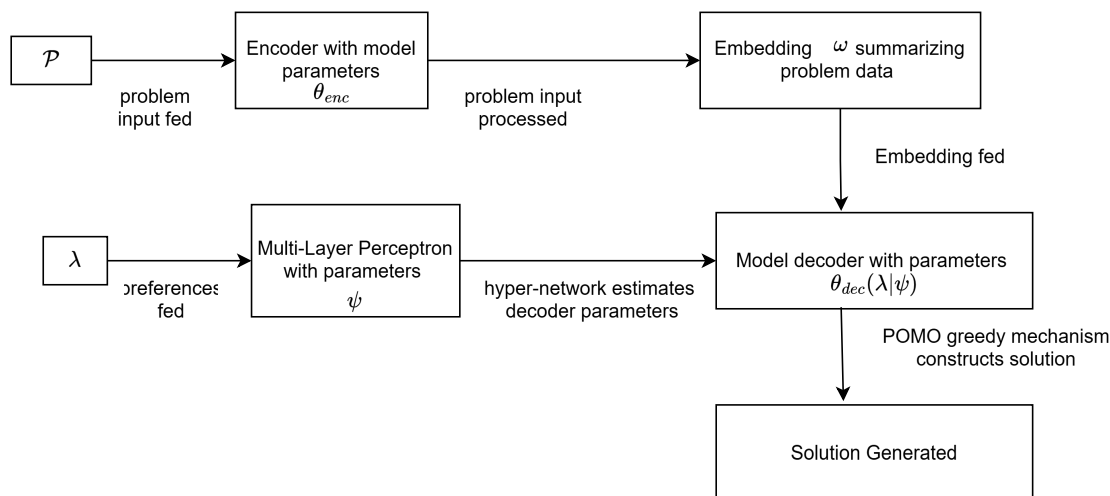 𝒫
problem
input fed
Encoder with model
parameters
θ_enc
problem input
processed
Embedding ω summarizing
problem data
Embedding fed
λ
preferences
fed
Multi-Layer Perceptron
with parameters
ψ
hyper-network estimates
decoder parameters
Model decoder with parameters
θ_dec(λ|ψ)
POMO greedy mechanism
constructs solution
Solution Generated